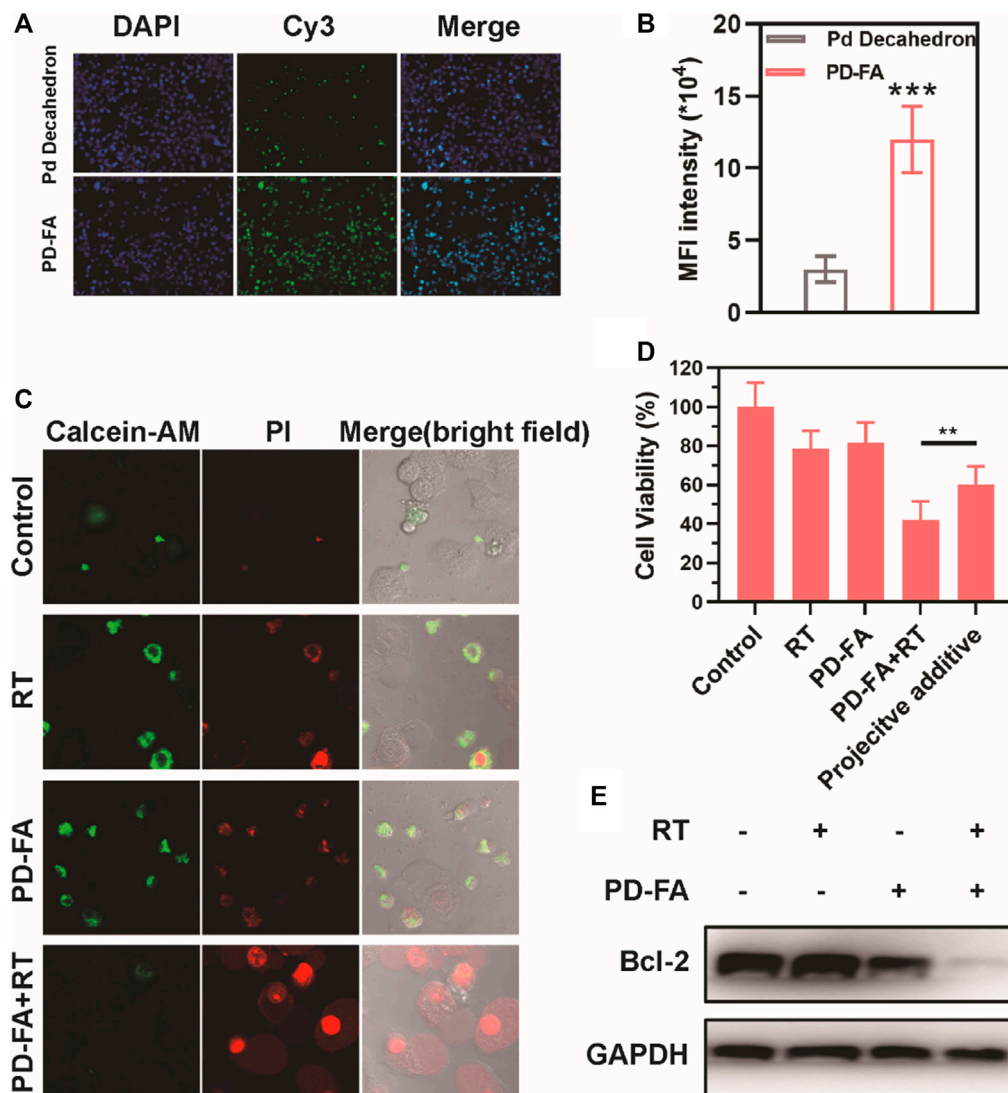 A
DAPI Cy3 Merge
Pd Decahedron
PD-FA
B
MFI intensity (*10^4)
20
15
10
5
0
Pd Decahedron
PD-FA
***
C
Calcein-AM PI Merge(bright field)
Control
RT
PD-FA
PD-FA+RT
D
Cell Viability (%)
120
100
80
60
40
20
0
**
Control
RT
PD-FA
PD-FA+RT
Projecitve additive
E
RT - + - +
PD-FA - - + +
Bcl-2
GAPDH